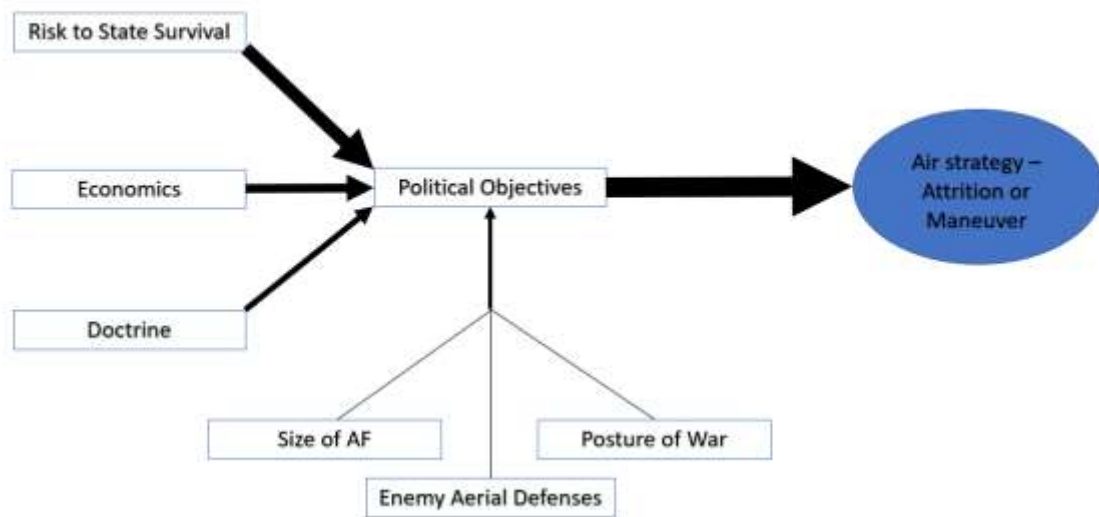 Risk to State Survival
Economics
Political Objectives
Air strategy –
Attrition or
Maneuver
Doctrine
Size of AF
Posture of War
Enemy Aerial Defenses